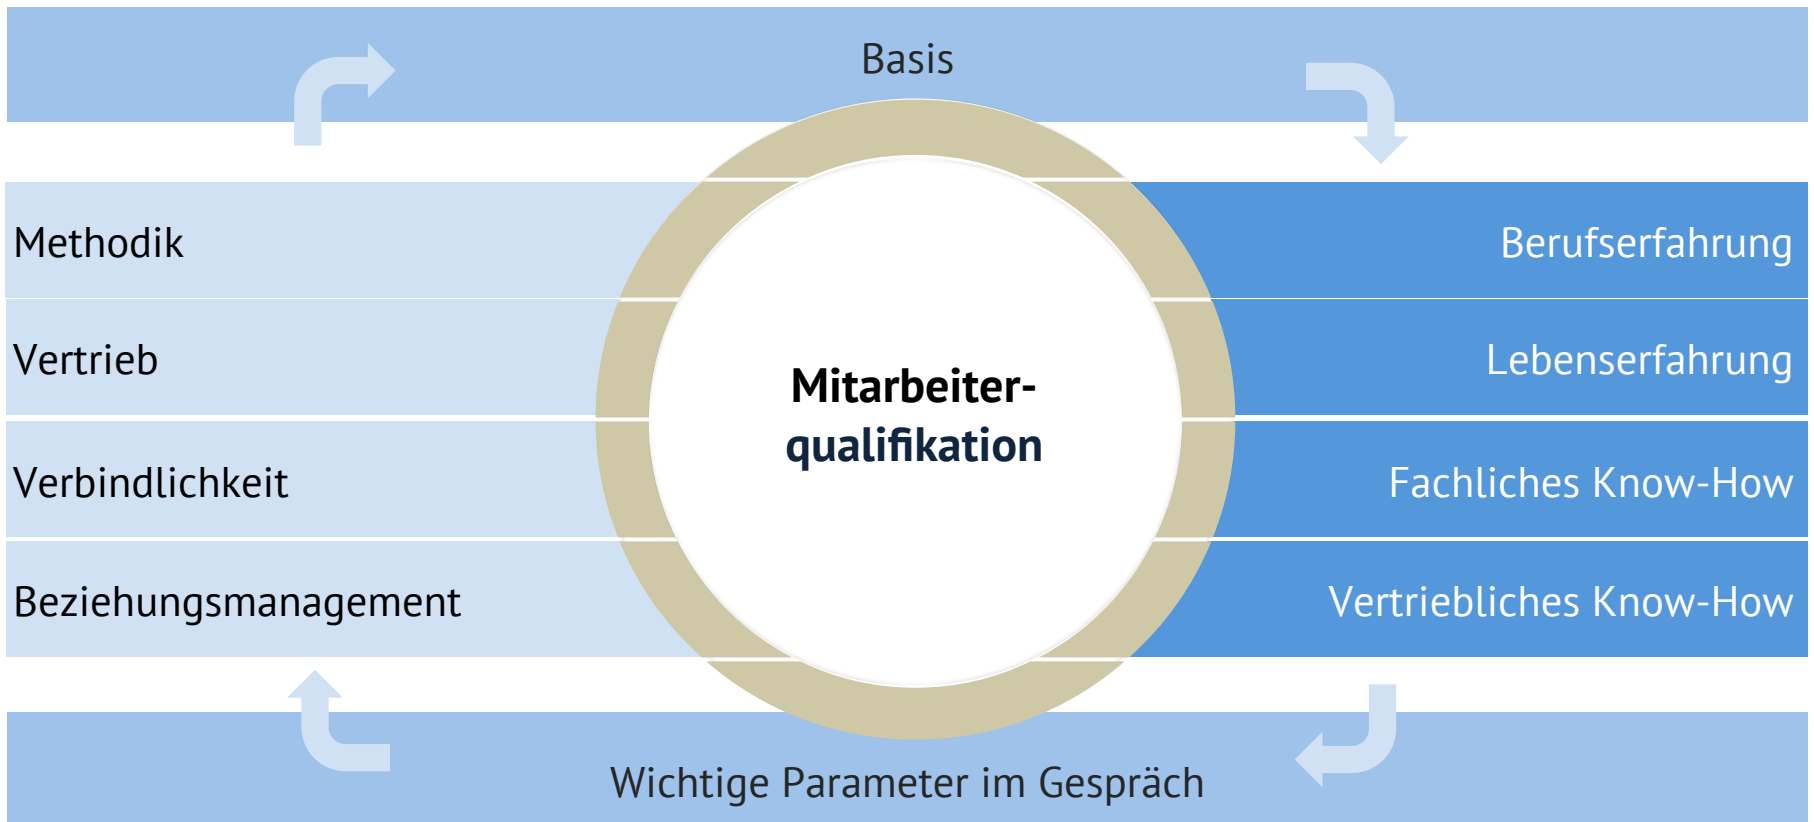 Basis
Methodik
Berufserfahrung
Vertrieb
Lebenserfahrung
Mitarbeiter-
qualifikation
Verbindlichkeit
Fachliches Know-How
Beziehungsmanagement
Vertriebliches Know-How
Wichtige Parameter im Gespräch